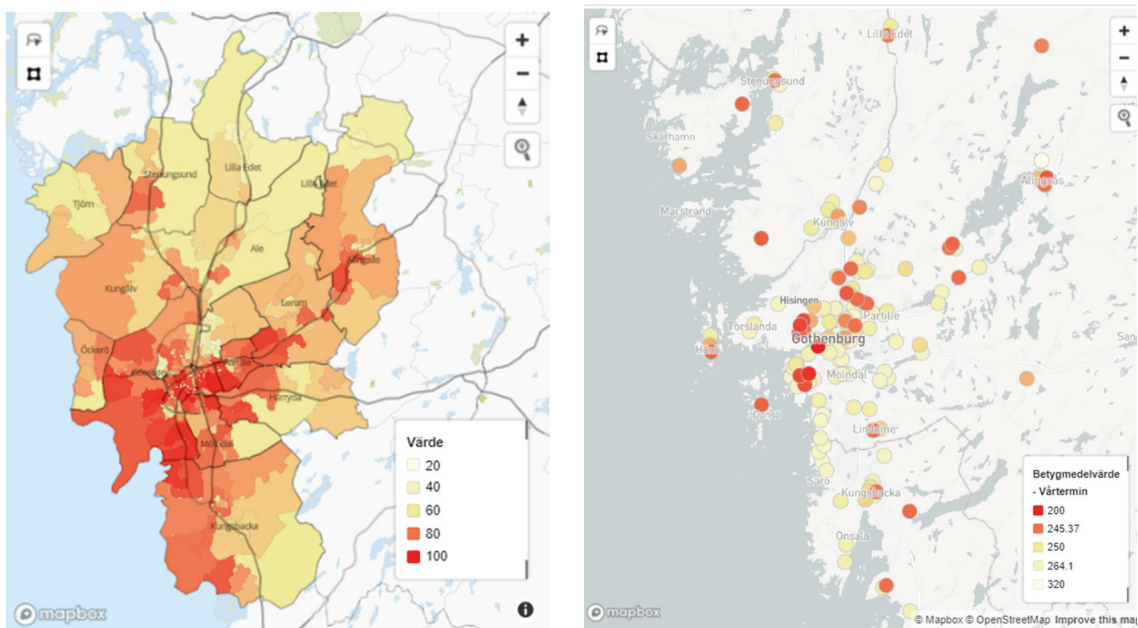 Stenungsund
Lilla Edet
Lilla Edet
Tjörn
Ale
Alingsås
Kungälv
Lerum
Öckerö
Partille
Göteborg
Härryda
Mölndal
Kungsbacka
Värde
20
40
60
80
100
mapbox
Lilla Edet
Stenungsund
Skärhamn
Alingsås
Marstrand
Kungälv
Hisingen
Torslanda
Partille
Gothenburg
Mölndal
Lindome
Särö
Kungsbacka
Onsala
Betygmedelvärde
- Vårtermin
200
245.37
250
264.1
320
mapbox
© Mapbox © OpenStreetMap Improve this map